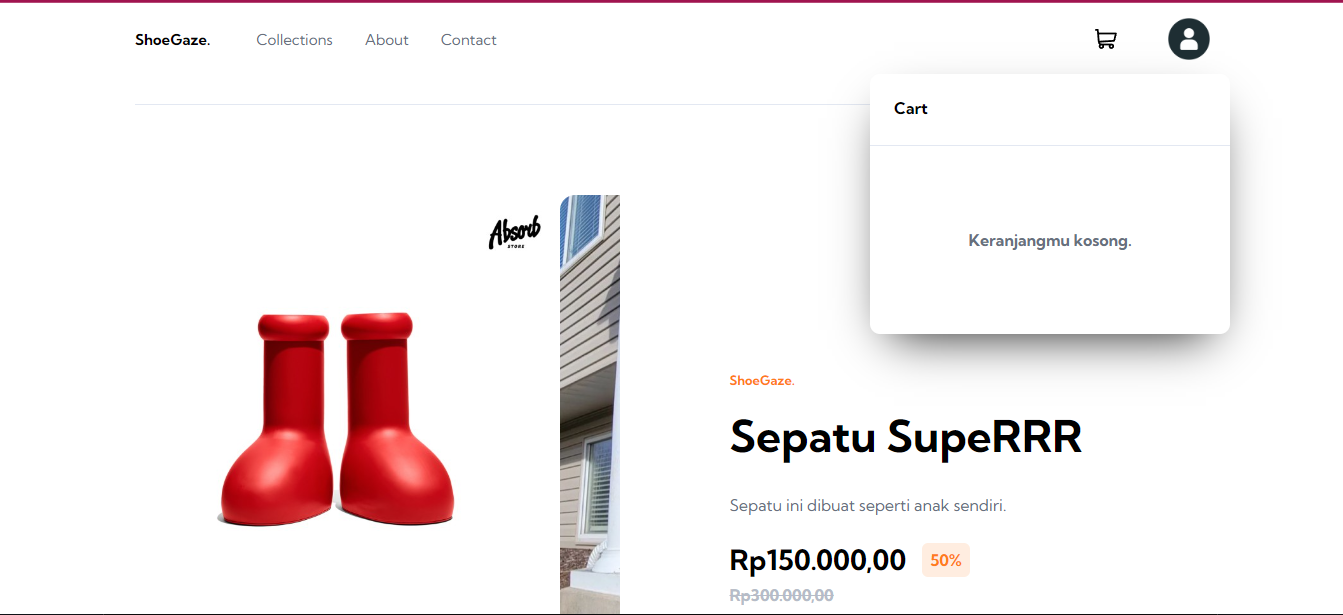 ShoeGaze. Collections About Contact
Cart
Absorb
STORE
Keranjangmu kosong.
ShoeGaze.
Sepatu SupeRRR
Sepatu ini dibuat seperti anak sendiri.
Rp150.000,00 50%
Rp300.000,00